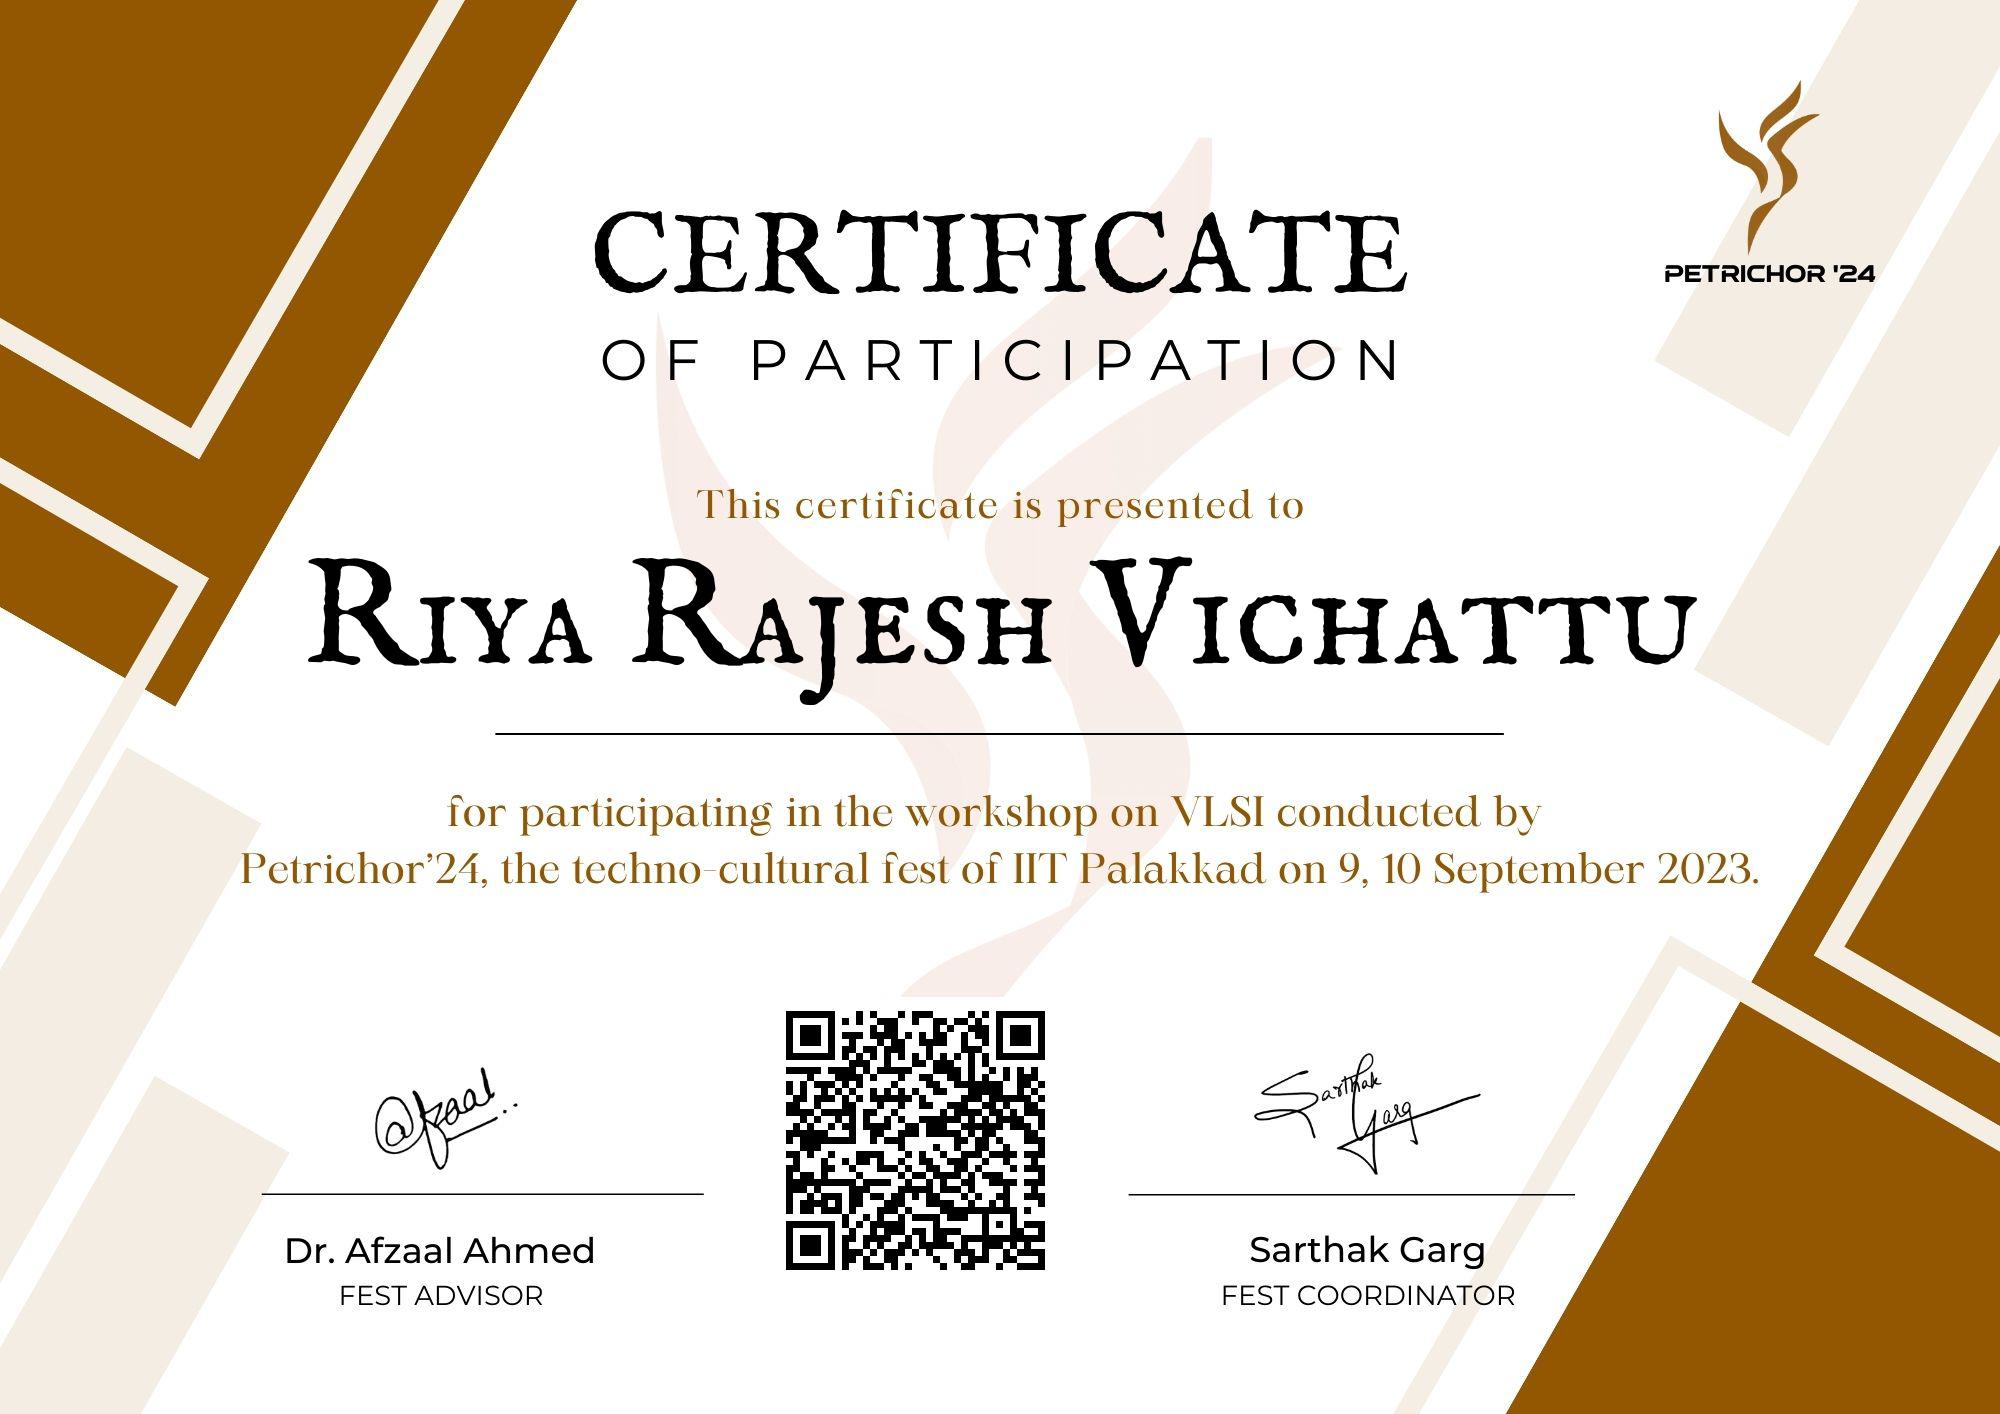 PETRICHOR '24
CERTIFICATE
OF PARTICIPATION
This certificate is presented to
Riya Rajesh Vichattu
for participating in the workshop on VLSI conducted by
Petrichor’24, the techno-cultural fest of IIT Palakkad on 9, 10 September 2023.
@fzaal..
Sarthak
Garg
Dr. Afzaal Ahmed
FEST ADVISOR
Sarthak Garg
FEST COORDINATOR